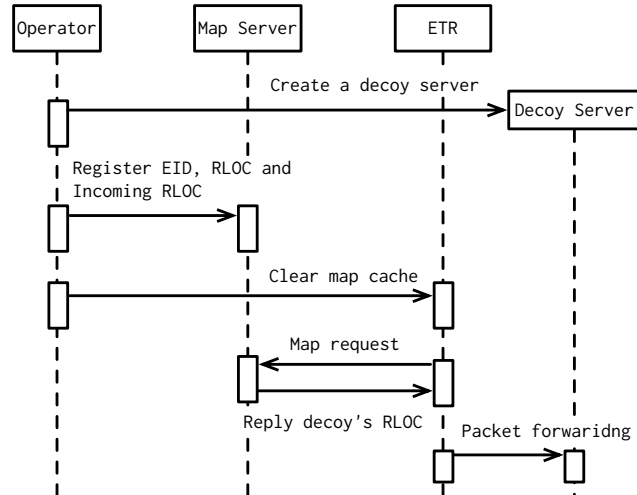 Operator
Map Server
ETR
Create a decoy server
Decoy Server
Register EID, RLOC and
Incoming RLOC
Clear map cache
Map request
Reply decoy's RLOC
Packet forwaridng